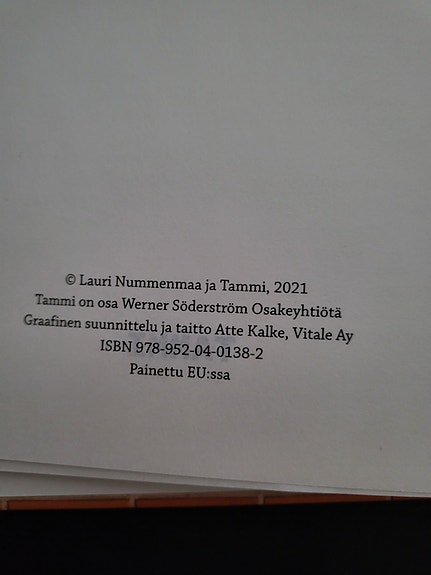 © Lauri Nummenmaa ja Tammi, 2021
Tammi on osa Werner Söderström Osakeyhtiötä
Graafinen suunnittelu ja taitto Atte Kalke, Vitale Ay
ISBN 978-952-04-0138-2
Painettu EU:ssa